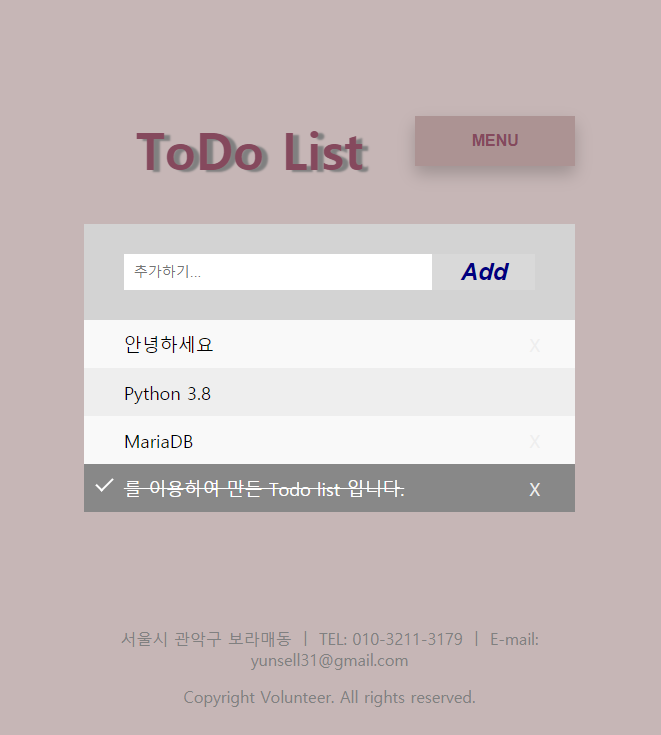 ToDo List
MENU
추가하기...
Add
안녕하세요
X
Python 3.8
MariaDB
X
를 이용하여 만든 Todo list 입니다.
X
서울시 관악구 보라매동 | TEL: 010-3211-3179 | E-mail:
yunsell31@gmail.com
Copyright Volunteer. All rights reserved.